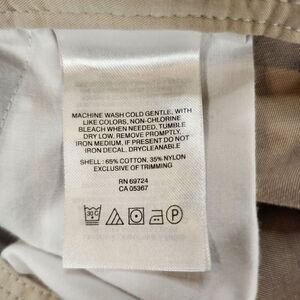 MACHINE WASH COLD GENTLE, WITH
LIKE COLORS, NON-CHLORINE
BLEACH WHEN NEEDED, TUMBLE
DRY LOW, REMOVE PROMPTLY,
IRON MEDIUM, IF PRESENT DO NOT
IRON DECAL. DRYCLEANABLE
SHELL : 65% COTTON, 35% NYLON
EXCLUSIVE OF TRIMMING
RN 69724
CA 05367
30C P